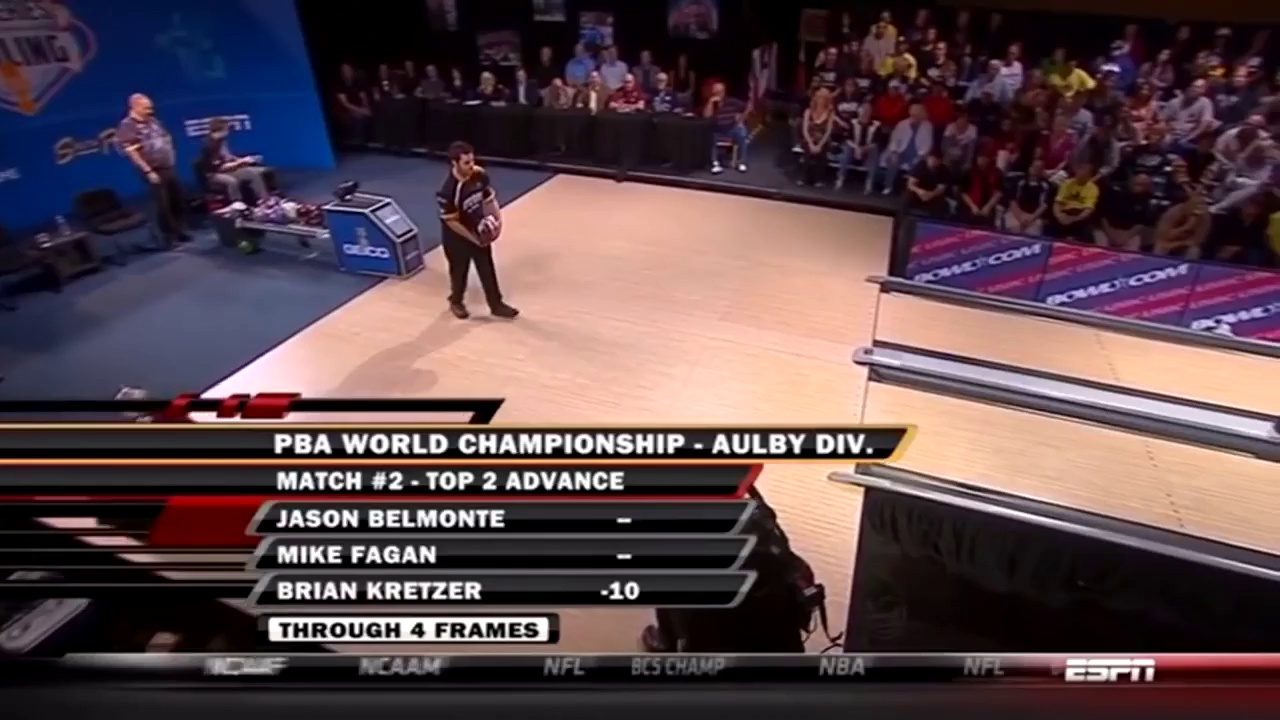 LING
ESPN
GEICO
BOWL.COM
BOWL.COM
BOWL.COM
PBA WORLD CHAMPIONSHIP - AULBY DIV.
MATCH #2 - TOP 2 ADVANCE
JASON BELMONTE --
MIKE FAGAN --
BRIAN KRETZER -10
THROUGH 4 FRAMES
NCAAM NFL BCS CHAMP NBA NFL ESPN